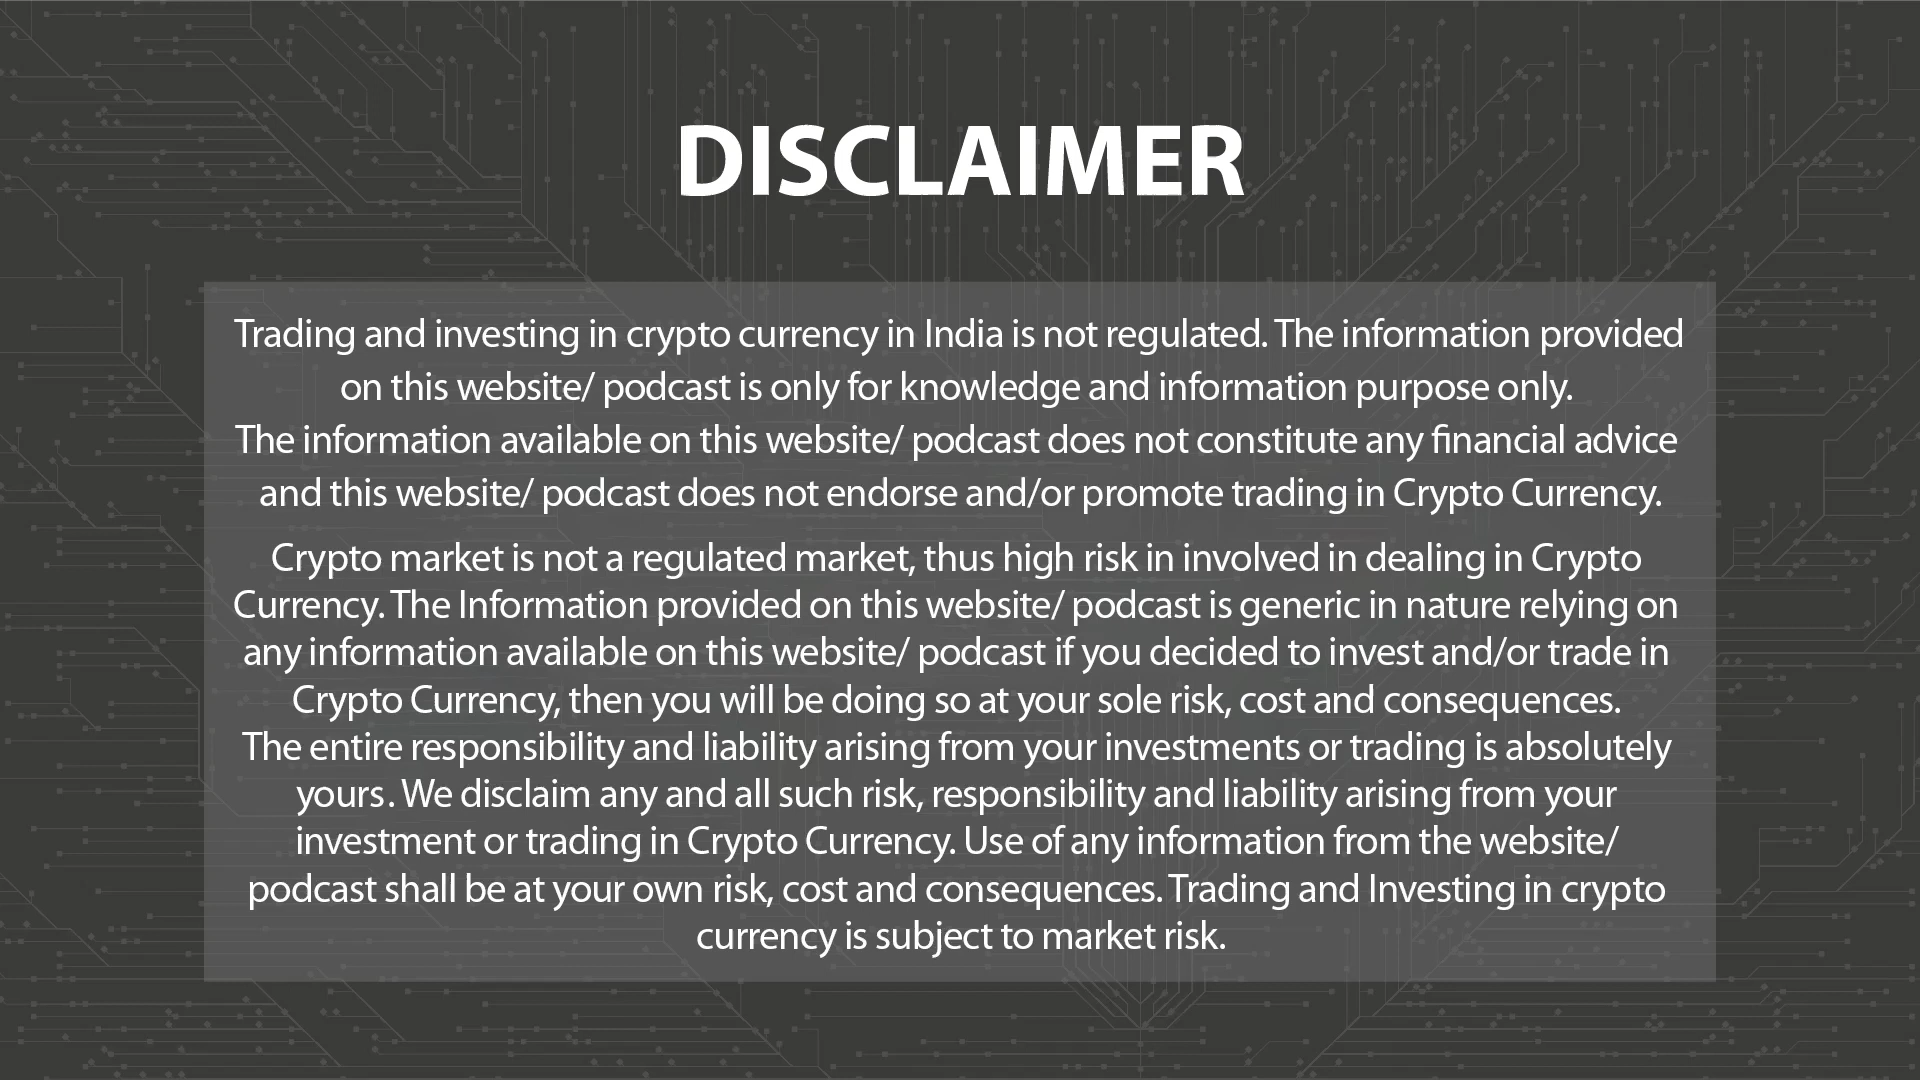 DISCLAIMER
Trading and investing in crypto currency in India is not regulated. The information provided
on this website/ podcast is only for knowledge and information purpose only.
The information available on this website/ podcast does not constitute any financial advice
and this website/ podcast does not endorse and/or promote trading in Crypto Currency.
Crypto market is not a regulated market, thus high risk in involved in dealing in Crypto
Currency. The Information provided on this website/ podcast is generic in nature relying on
any information available on this website/ podcast if you decided to invest and/or trade in
Crypto Currency, then you will be doing so at your sole risk, cost and consequences.
The entire responsibility and liability arising from your investments or trading is absolutely
yours. We disclaim any and all such risk, responsibility and liability arising from your
investment or trading in Crypto Currency. Use of any information from the website/
podcast shall be at your own risk, cost and consequences. Trading and Investing in crypto
currency is subject to market risk.